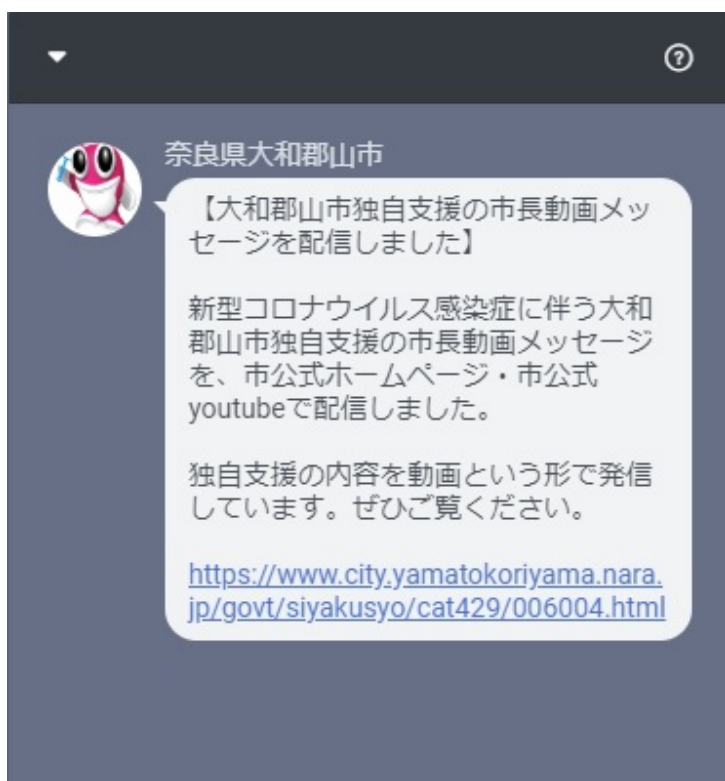 奈良県大和郡山市
【大和郡山市独自支援の市長動画メッ
セージを配信しました】
新型コロナウイルス感染症に伴う大和
郡山市独自支援の市長動画メッセージ
を、市公式ホームページ・市公式
youtubeで配信しました。
独自支援の内容を動画という形で発信
しています。ぜひご覧ください。
https://www.city.yamatokoriyama.nara.
jp/govt/siyakusyo/cat429/006004.html